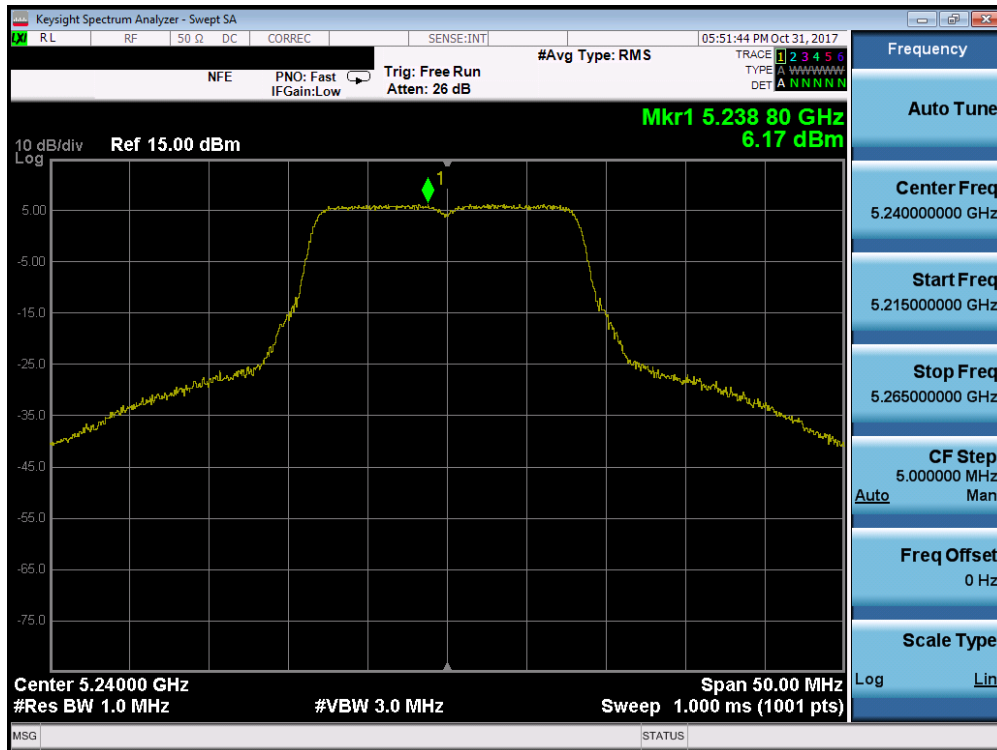 Keysight Spectrum Analyzer - Swept SA
LXI RL RF 50 Ω DC CORREC SENSE:INT 05:51:44 PM Oct 31, 2017
Frequency
#Avg Type: RMS
TRACE 1 2 3 4 5 6
NFE PNO: Fast Trig: Free Run
TYPE A WWWWW
IFGain:Low Atten: 26 dB
DET A N N N N N
Auto Tune
Mkr1 5.238 80 GHz
6.17 dBm
10 dB/div Ref 15.00 dBm
Log
1
5.00
-5.00
-15.0
-25.0
-35.0
-45.0
-55.0
-65.0
-75.0
Center 5.24000 GHz Span 50.00 MHz
#Res BW 1.0 MHz #VBW 3.0 MHz Sweep 1.000 ms (1001 pts)
Center Freq
5.240000000 GHz
Start Freq
5.215000000 GHz
Stop Freq
5.265000000 GHz
CF Step
5.000000 MHz
Auto Man
Freq Offset
0 Hz
Scale Type
Log Lin
MSG STATUS